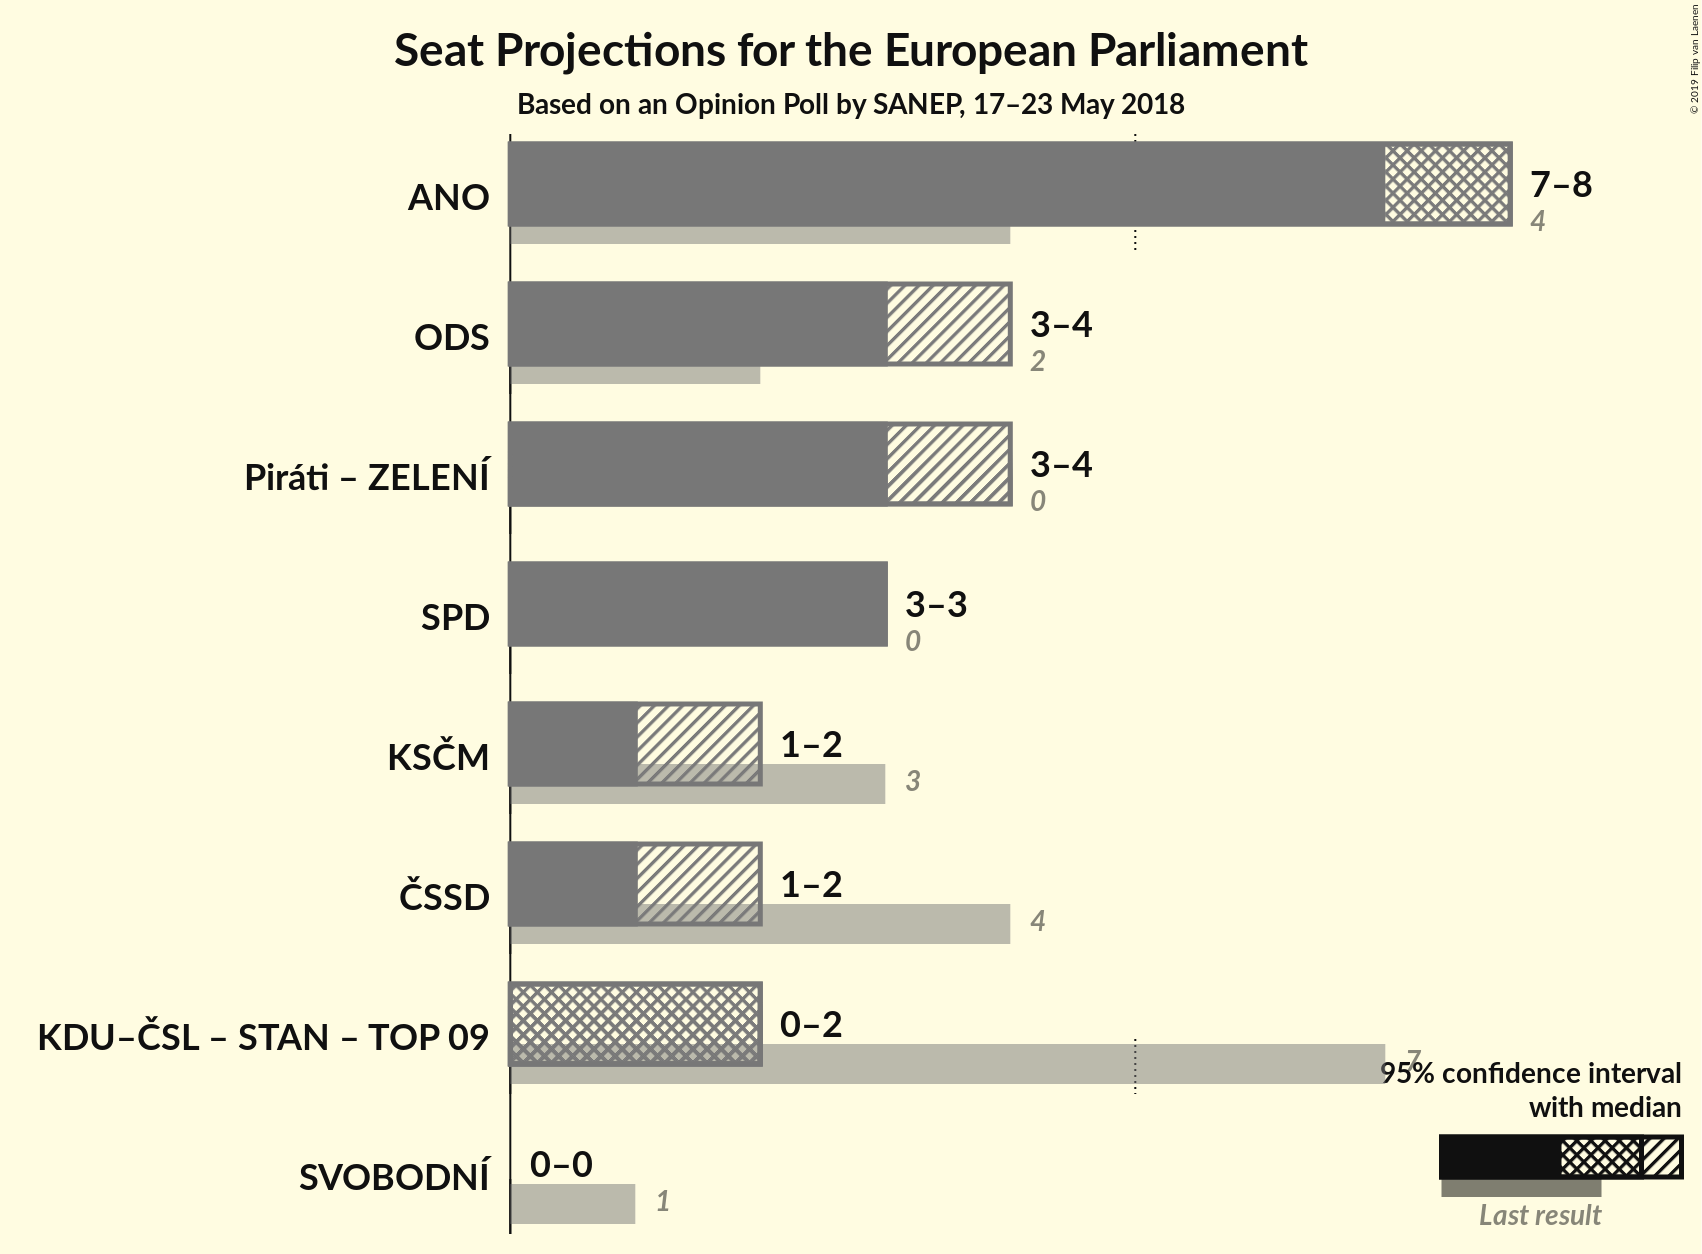 Seat Projections for the European Parliament
Based on an Opinion Poll by SANEP, 17–23 May 2018
© 2019 Filip van Laenen
ANO
7–8
4
ODS
3–4
2
Piráti – ZELENÍ
3–4
0
SPD
3–3
0
KSČM
1–2
3
ČSSD
1–2
4
KDU–ČSL – STAN – TOP 09
0–2
7
SVOBODNÍ
0–0
1
95% confidence interval
with median
Last result